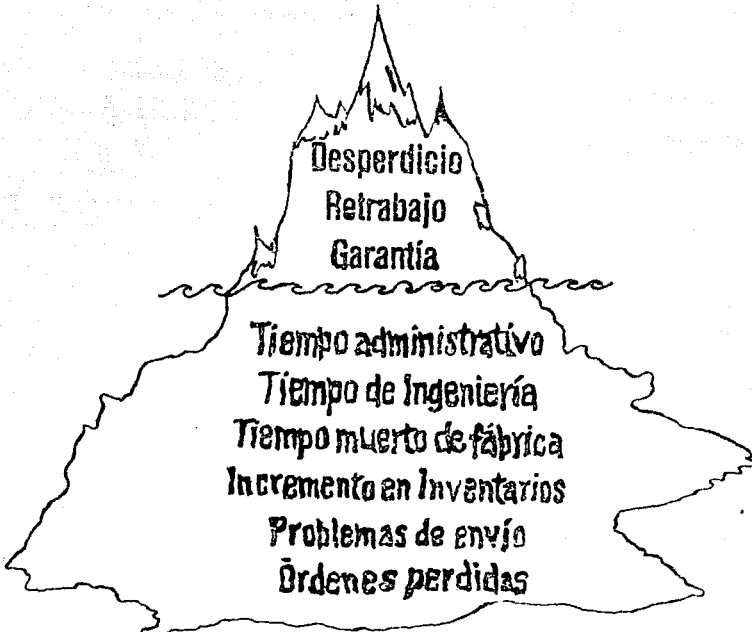 Desperdicio
Retrabajo
Garantía
Tiempo administrativo
Tiempo de Ingeniería
Tiempo muerto de fábrica
Incremento en Inventarios
Problemas de envío
Órdenes perdidas